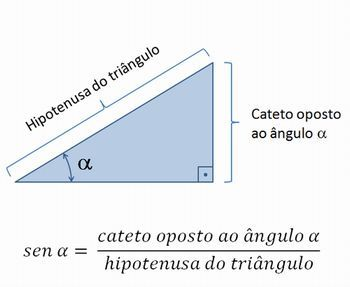 Hipotenusa do triângulo
Cateto oposto
ao ângulo α
α
sen α = cateto oposto ao ângulo α
hipotenusa do triângulo